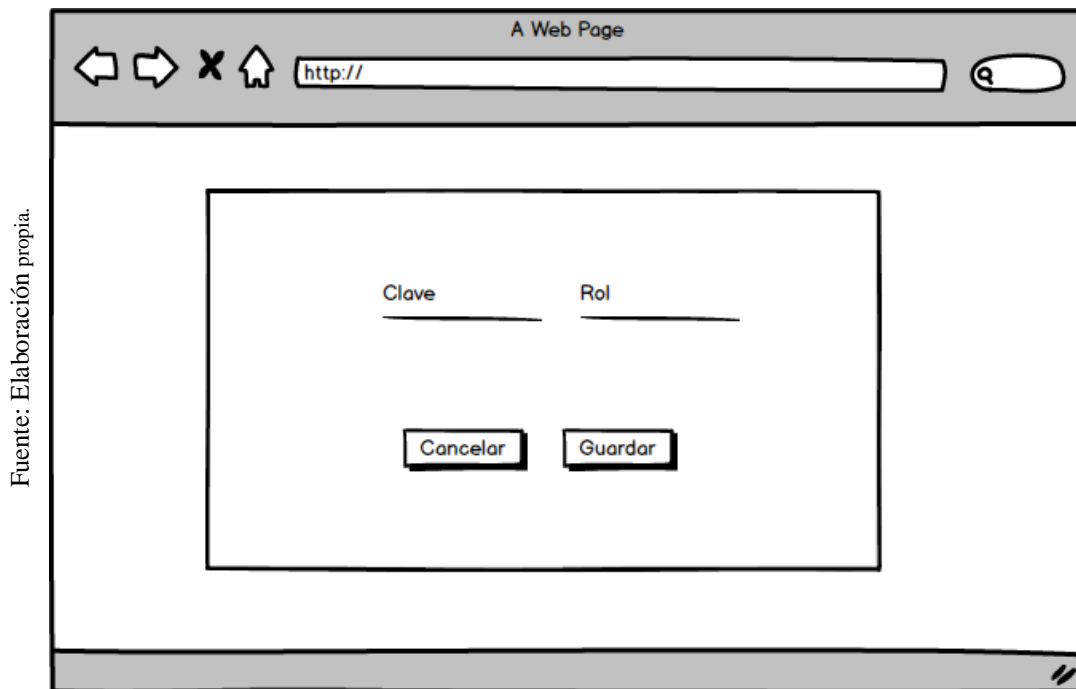 A Web Page
http://
Clave Rol
Cancelar Guardar
Fuente: Elaboración propia.